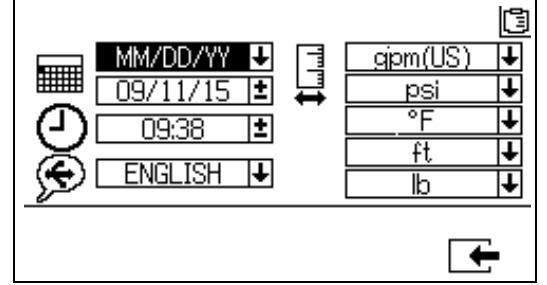 MM/DD/YY
09/11/15
09:38
ENGLISH
gpm(US)
psi
°F
ft
lb